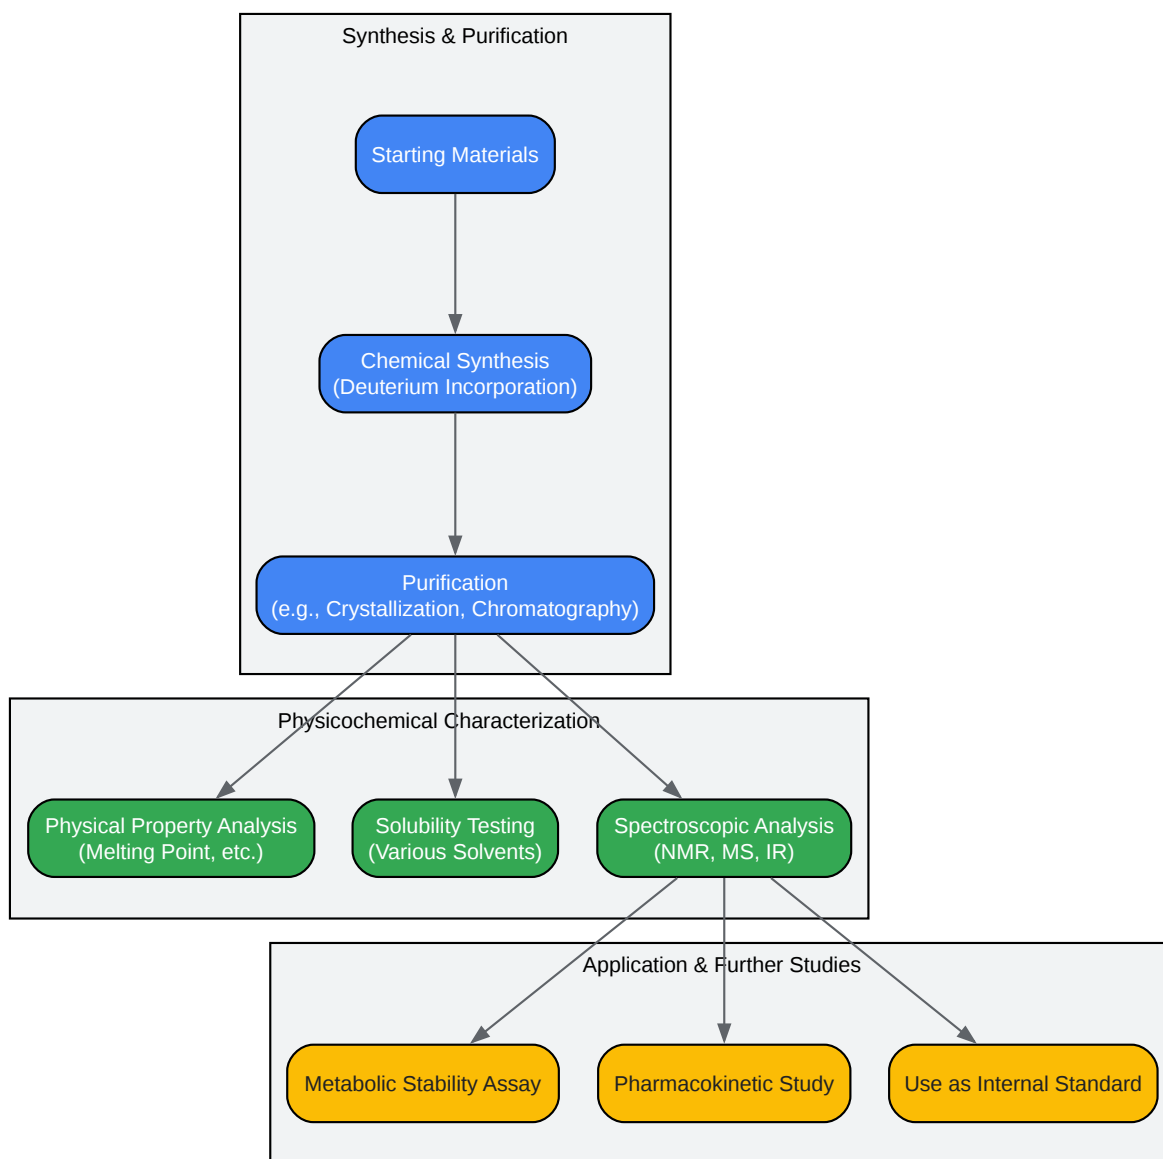 Synthesis & Purification
Starting Materials
Chemical Synthesis
(Deuterium Incorporation)
Purification
(e.g., Crystallization, Chromatography)
Physicochemical Characterization
Physical Property Analysis
(Melting Point, etc.)
Solubility Testing
(Various Solvents)
Spectroscopic Analysis
(NMR, MS, IR)
Application & Further Studies
Metabolic Stability Assay
Pharmacokinetic Study
Use as Internal Standard